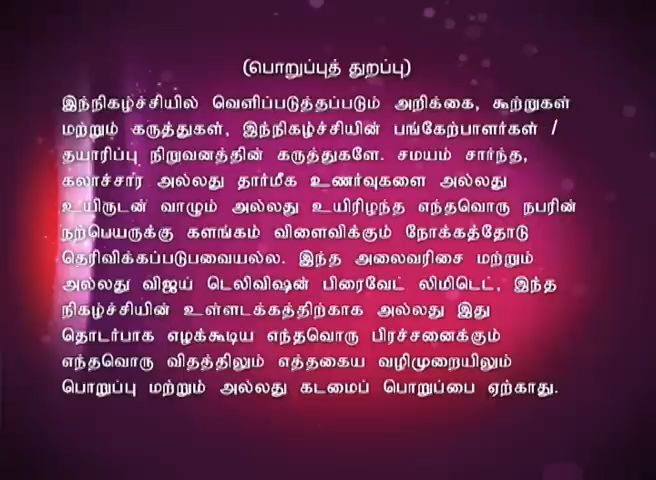 (பொறுப்புத் துறப்பு)
இந்நிகழ்ச்சியில் வெளிப்படுத்தப்படும் அறிக்கை, கூற்றுகள்
மற்றும் கருத்துகள், இந்நிகழ்ச்சியின் பங்கேற்பாளர்கள் /
தயாரிப்பு நிறுவனத்தின் கருத்துகளே. சமயம் சார்ந்த,
கலாச்சார அல்லது தார்மீக உணர்வுகளை அல்லது
உயிருடன் வாழும் அல்லது உயிரிழந்த எந்தவொரு நபரின்
நற்பெயருக்கு களங்கம் விளைவிக்கும் நோக்கத்தோடு
தெரிவிக்கப்படுபவையல்ல. இந்த அலைவரிசை மற்றும்
அல்லது விஜய் டெலிவிஷன் பிரைவேட் லிமிடெட், இந்த
நிகழ்ச்சியின் உள்ளடக்கத்திற்காக அல்லது இது
தொடர்பாக எழக்கூடிய எந்தவொரு பிரச்சனைக்கும்
எந்தவொரு விதத்திலும் எத்தகைய வழிமுறையிலும்
பொறுப்பு மற்றும் அல்லது கடமைப் பொறுப்பை ஏற்காது.